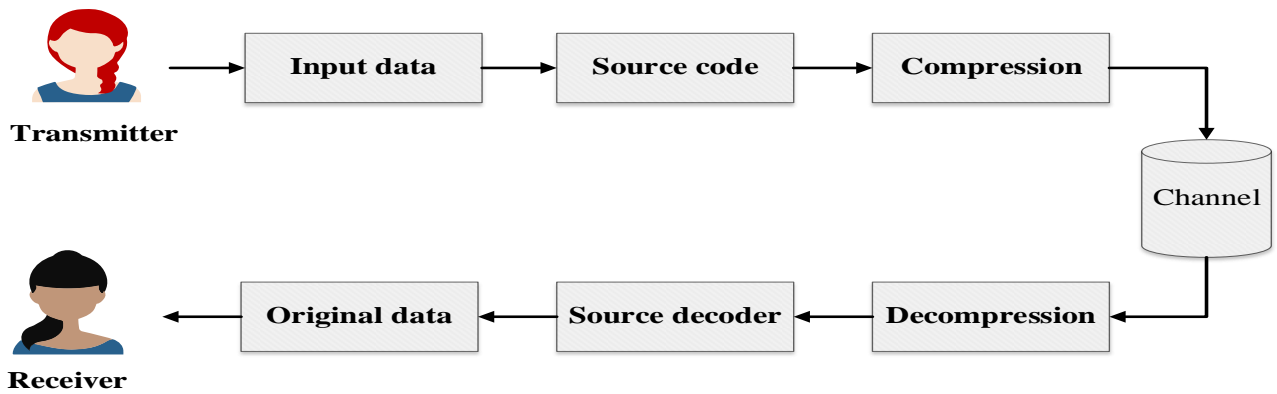 Input data
Source code
Compression
Transmitter
Channel
Decompression
Source decoder
Original data
Receiver